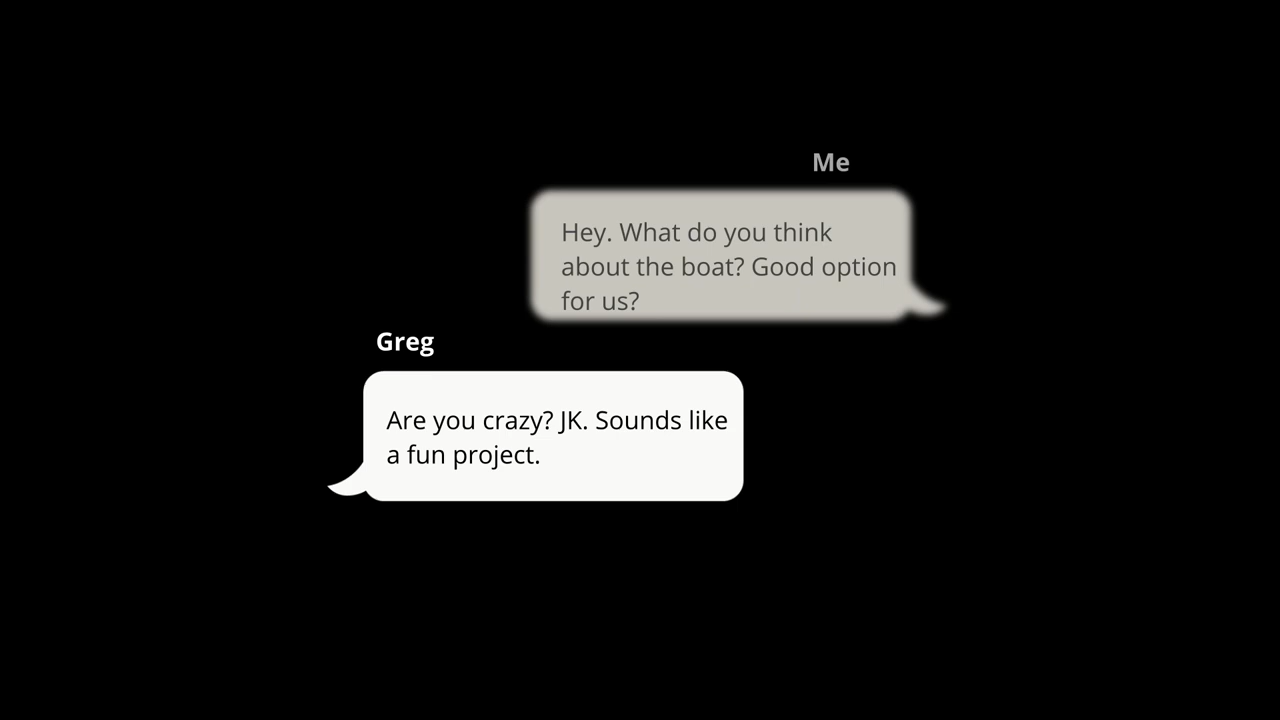 Me
Hey. What do you think
about the boat? Good option
for us?
Greg
Are you crazy? JK. Sounds like
a fun project.